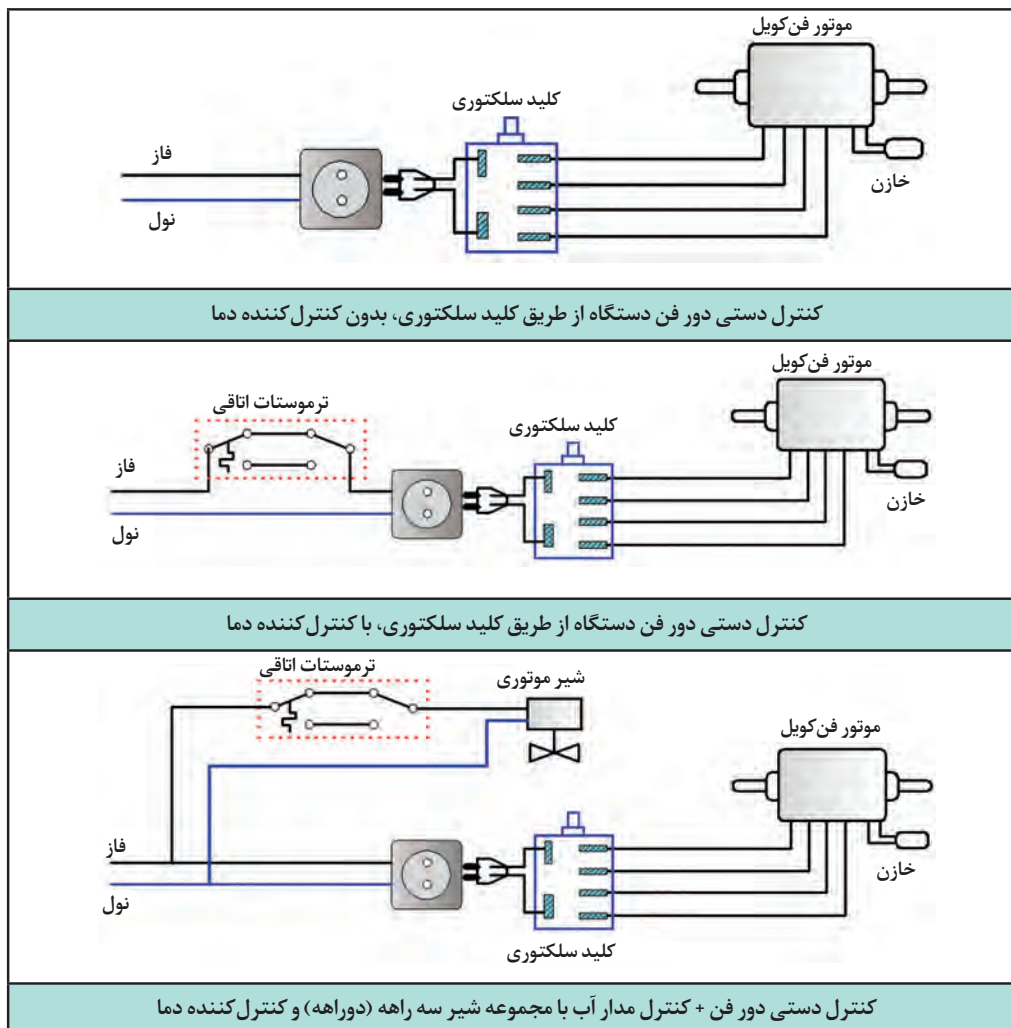 موتور فن‌کویل
کلید سلکتوری
فاز
نول
خازن
کنترل دستی دور فن دستگاه از طریق کلید سلکتوری، بدون کنترل‌کننده دما
موتور فن‌کویل
ترموستات اتاقی
کلید سلکتوری
فاز
نول
خازن
کنترل دستی دور فن دستگاه از طریق کلید سلکتوری، با کنترل‌کننده دما
ترموستات اتاقی
شیر موتوری
موتور فن‌کویل
فاز
نول
خازن
کلید سلکتوری
کنترل دستی دور فن + کنترل مدار آب با مجموعه شیر سه راهه (دوراهه) و کنترل‌کننده دما